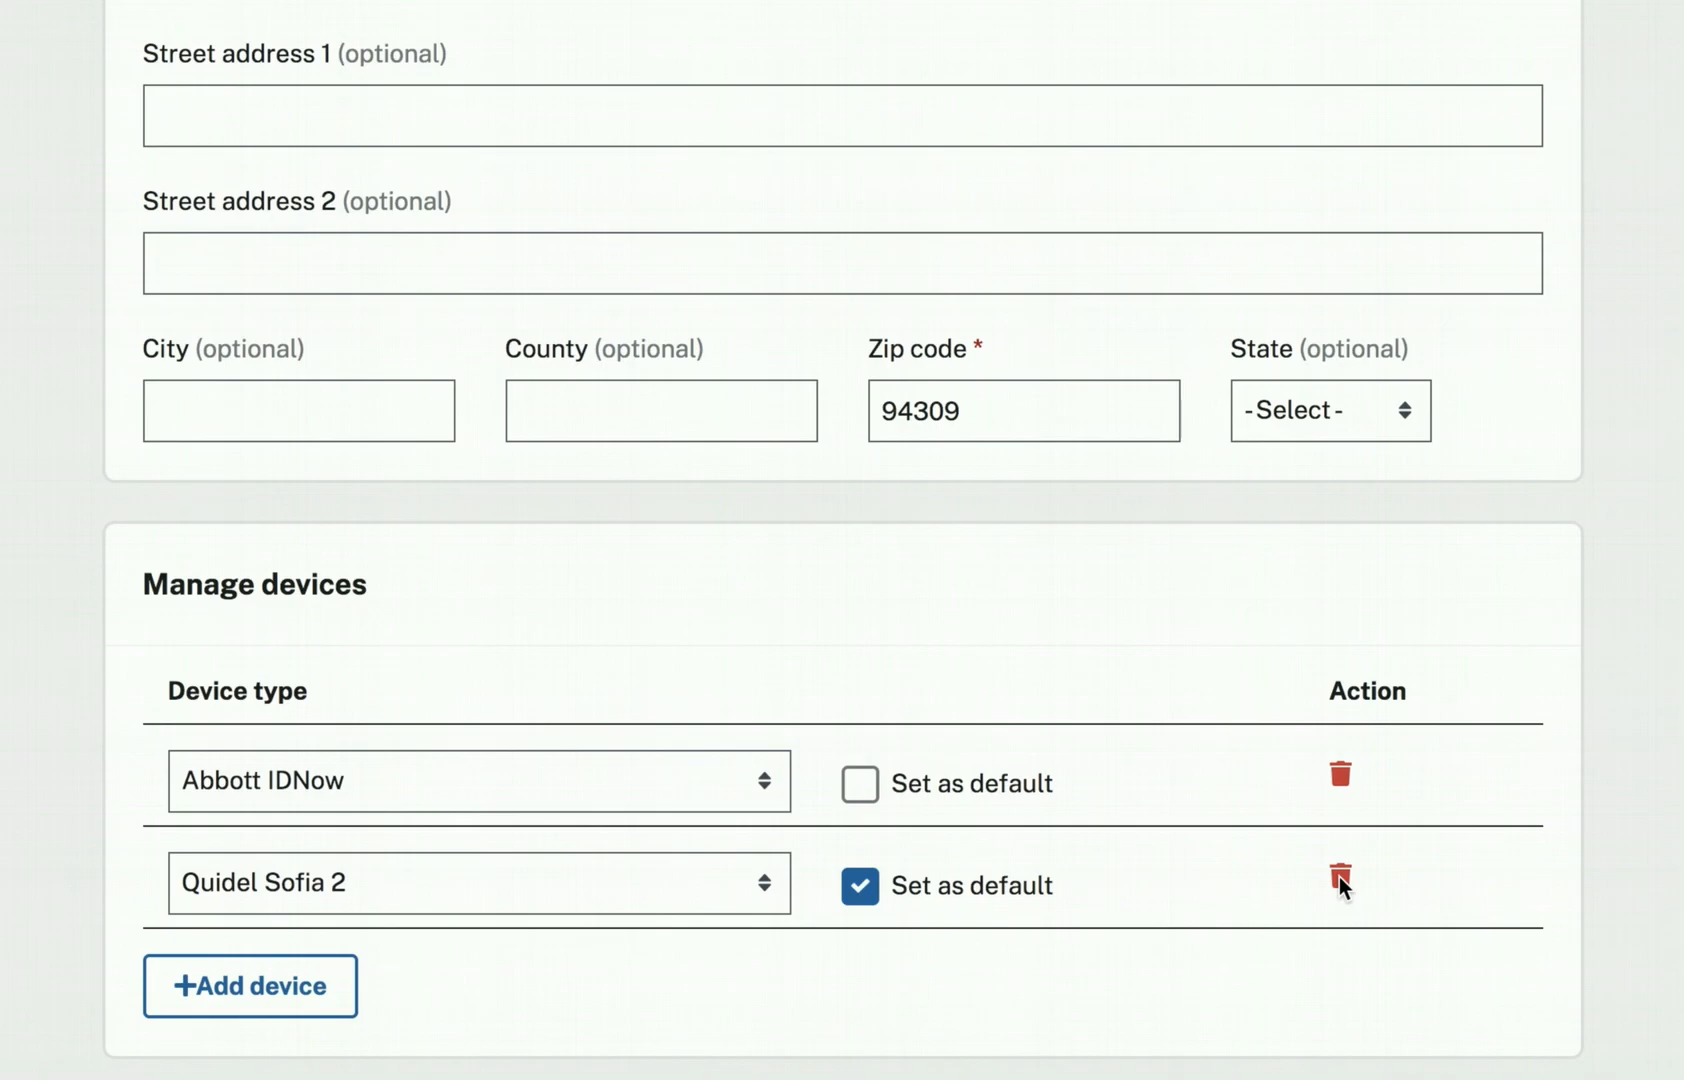 Street address 1 (optional)
Street address 2 (optional)
City (optional) County (optional) Zip code * State (optional)
94309 - Select -
Manage devices
Device type Action
Abbott IDNow Set as default
Quidel Sofia 2 Set as default
+Add device